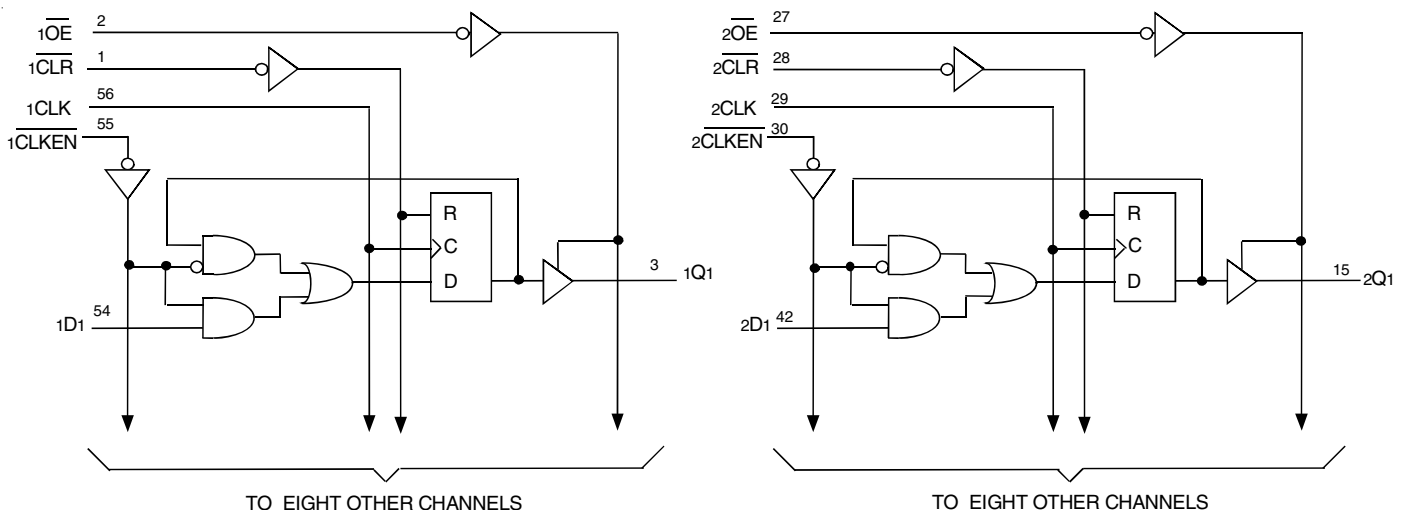 1OE 2
1CLR 1
1CLK 56
1CLKEN 55
R
C
D
3 1Q1
1D1 54
TO EIGHT OTHER CHANNELS
2OE 27
2CLR 28
2CLK 29
2CLKEN 30
R
C
D
15 2Q1
2D1 42
TO EIGHT OTHER CHANNELS